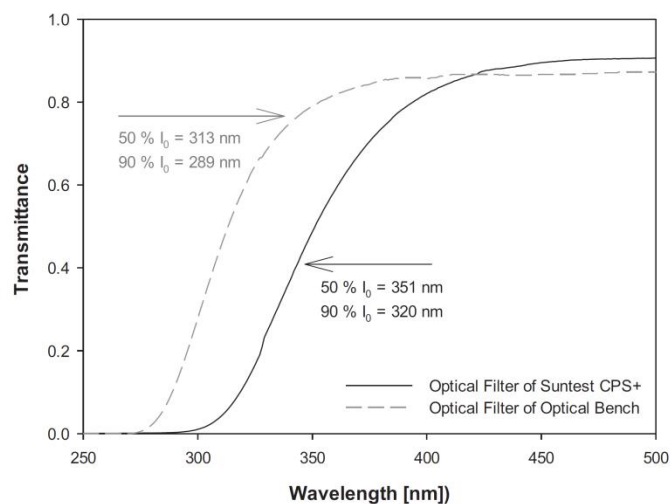 1.0
0.8
0.6
0.4
0.2
0.0
Transmittance
50 % I0 = 313 nm
90 % I0 = 289 nm
50 % I0 = 351 nm
90 % I0 = 320 nm
Optical Filter of Suntest CPS+
Optical Filter of Optical Bench
250 300 350 400 450 500
Wavelength [nm])